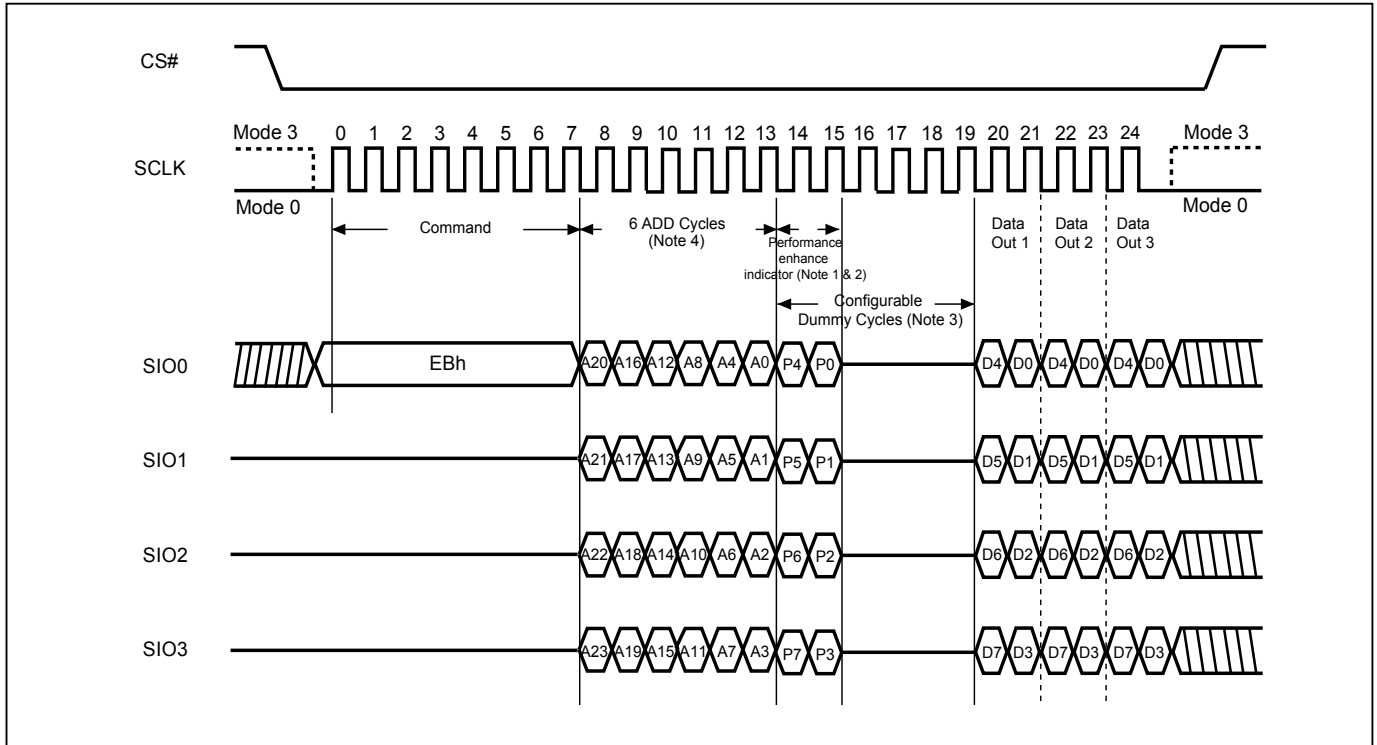 CS#
Mode 3 0 1 2 3 4 5 6 7 8 9 10 11 12 13 14 15 16 17 18 19 20 21 22 23 24 Mode 3
SCLK
Mode 0 Mode 0
Command
6 ADD Cycles
(Note 4)
Performance
enhance
indicator (Note 1 & 2)
Data
Out 1
Data
Out 2
Data
Out 3
Configurable
Dummy Cycles (Note 3)
SIO0 EBh A20 A16 A12 A8 A4 A0 P4 P0 D4 D0 D4 D0 D4 D0
SIO1 A21 A17 A13 A9 A5 A1 P5 P1 D5 D1 D5 D1 D5 D1
SIO2 A22 A18 A14 A10 A6 A2 P6 P2 D6 D2 D6 D2 D6 D2
SIO3 A23 A19 A15 A11 A7 A3 P7 P3 D7 D3 D7 D3 D7 D3